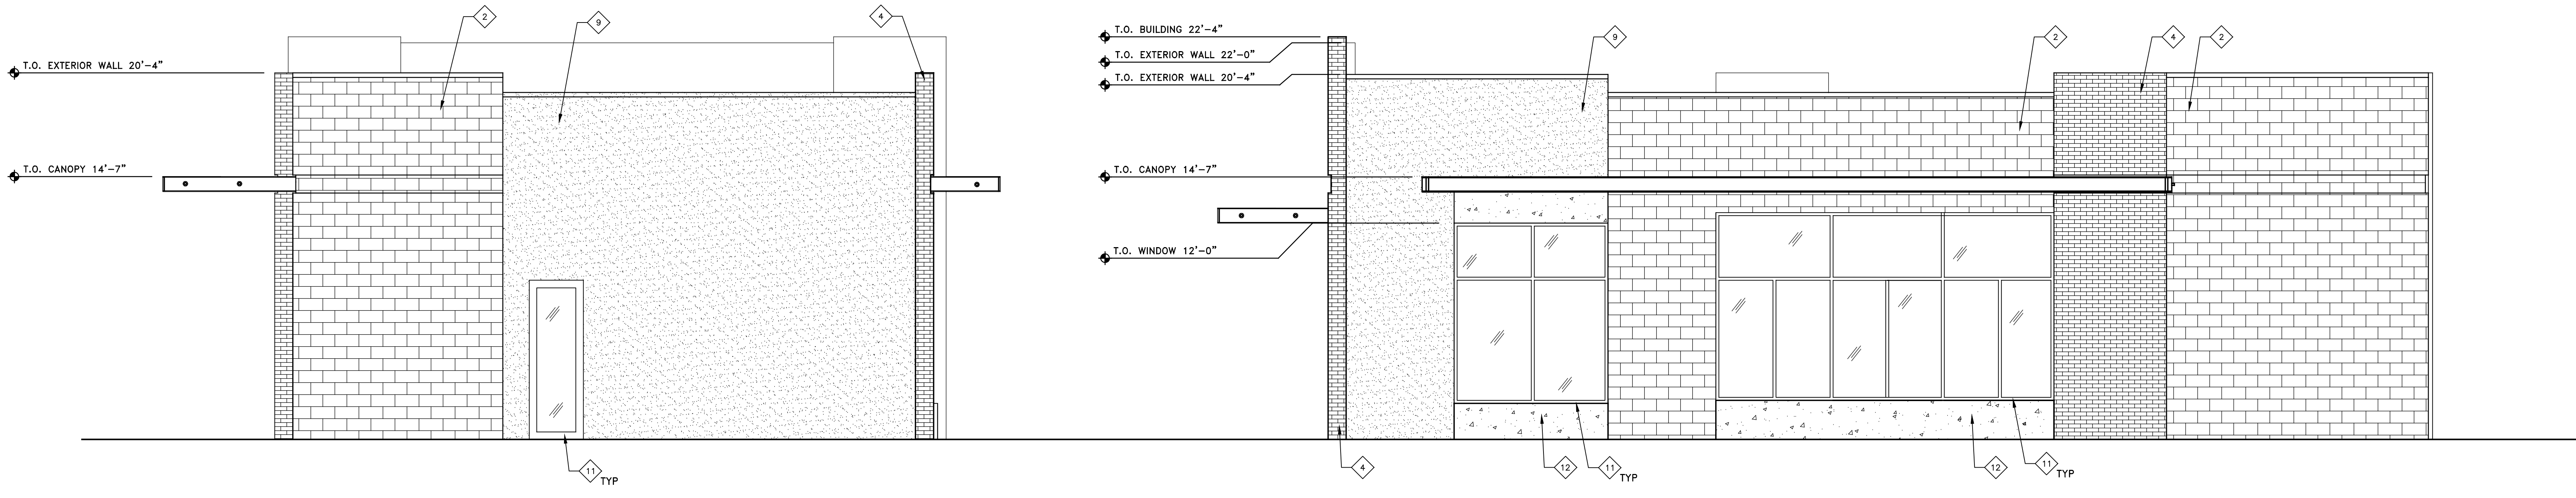 2
9
4
T.O. EXTERIOR WALL 20'-4"
T.O. CANOPY 14'-7"
11
TYP
T.O. BUILDING 22'-4"
T.O. EXTERIOR WALL 22'-0"
T.O. EXTERIOR WALL 20'-4"
T.O. CANOPY 14'-7"
T.O. WINDOW 12'-0"
9
2
4
2
4
12
11
TYP
12
11
TYP